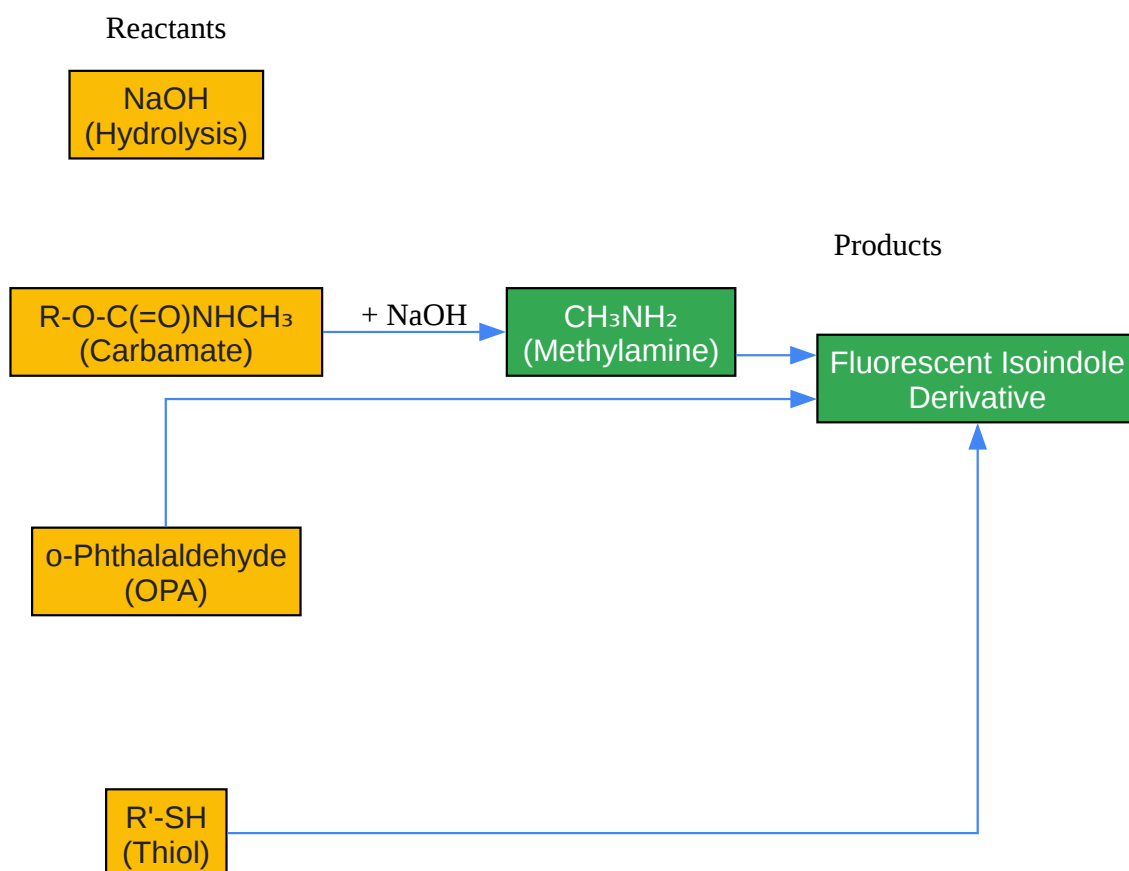 Reactants
NaOH
(Hydrolysis)
Products
R-O-C(=O)NHCH₃
(Carbamate)
+ NaOH
CH₃NH₂
(Methylamine)
Fluorescent Isoindole
Derivative
o-Phthalaldehyde
(OPA)
R'-SH
(Thiol)